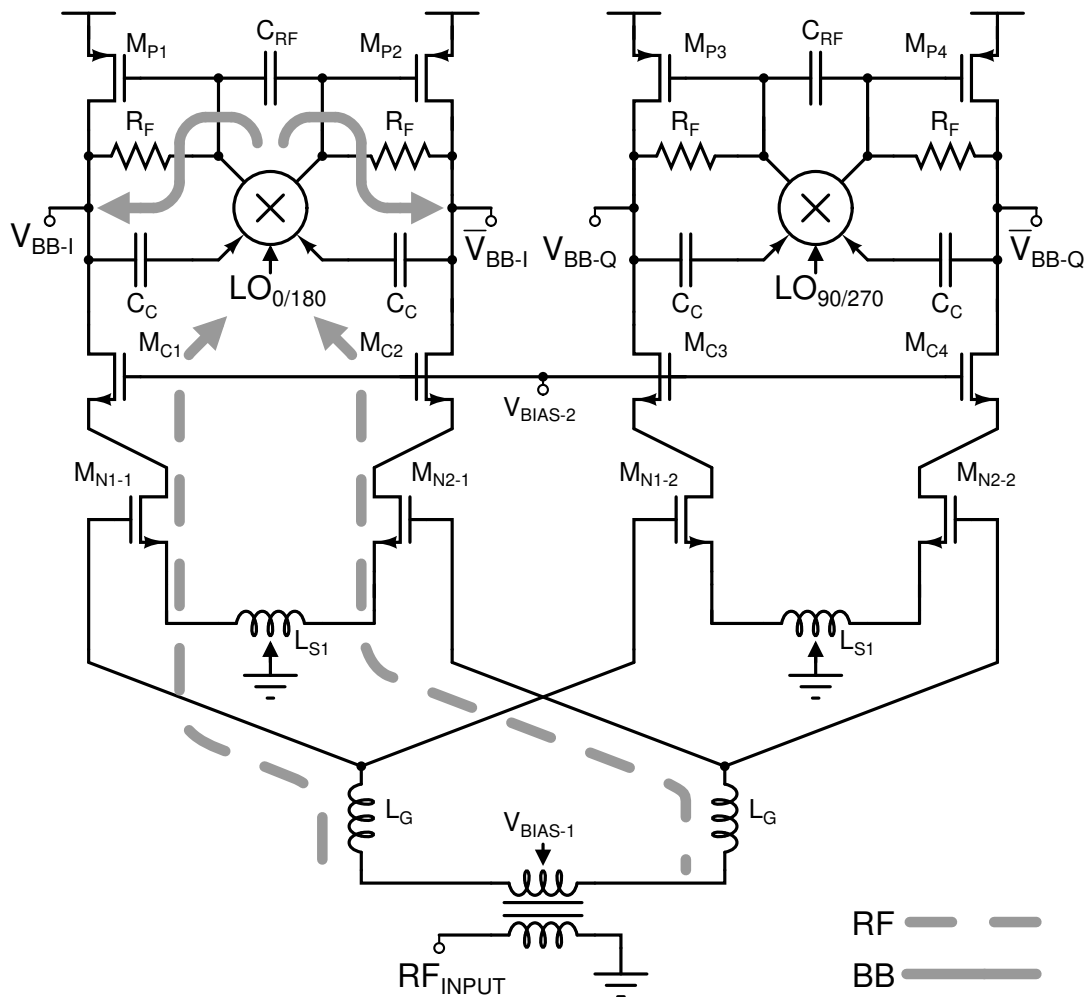 C_RF
C_RF
M_P1
M_P2
M_P3
M_P4
R_F
R_F
R_F
R_F
V_BB-I
V̅_BB-I
V_BB-Q
V̅_BB-Q
LO_0/180
LO_90/270
C_C
C_C
C_C
C_C
M_C1
M_C2
M_C3
M_C4
V_BIAS-2
M_N1-1
M_N2-1
M_N1-2
M_N2-2
L_S1
L_S1
L_G
L_G
V_BIAS-1
RF_INPUT
RF
BB